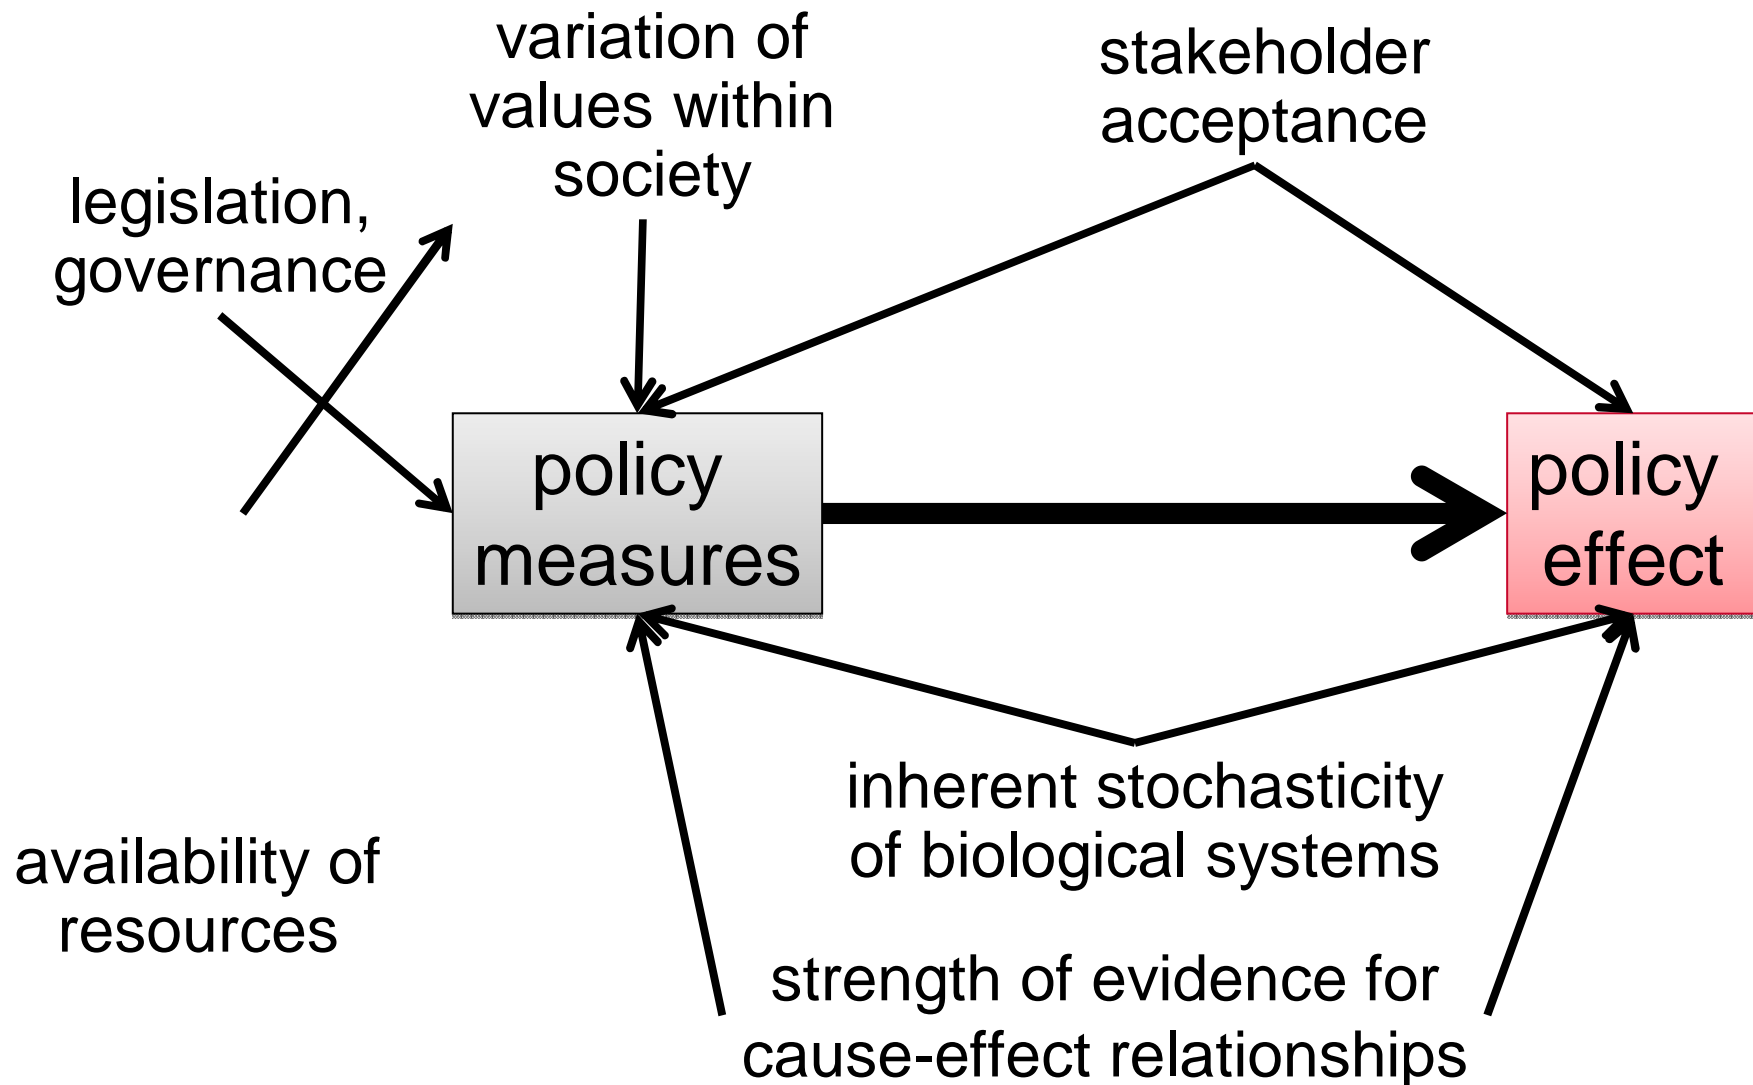 variation of
values within
society
stakeholder
acceptance
legislation,
governance
policy
measures
policy
effect
inherent stochasticity
of biological systems
availability of
resources
strength of evidence for
cause-effect relationships